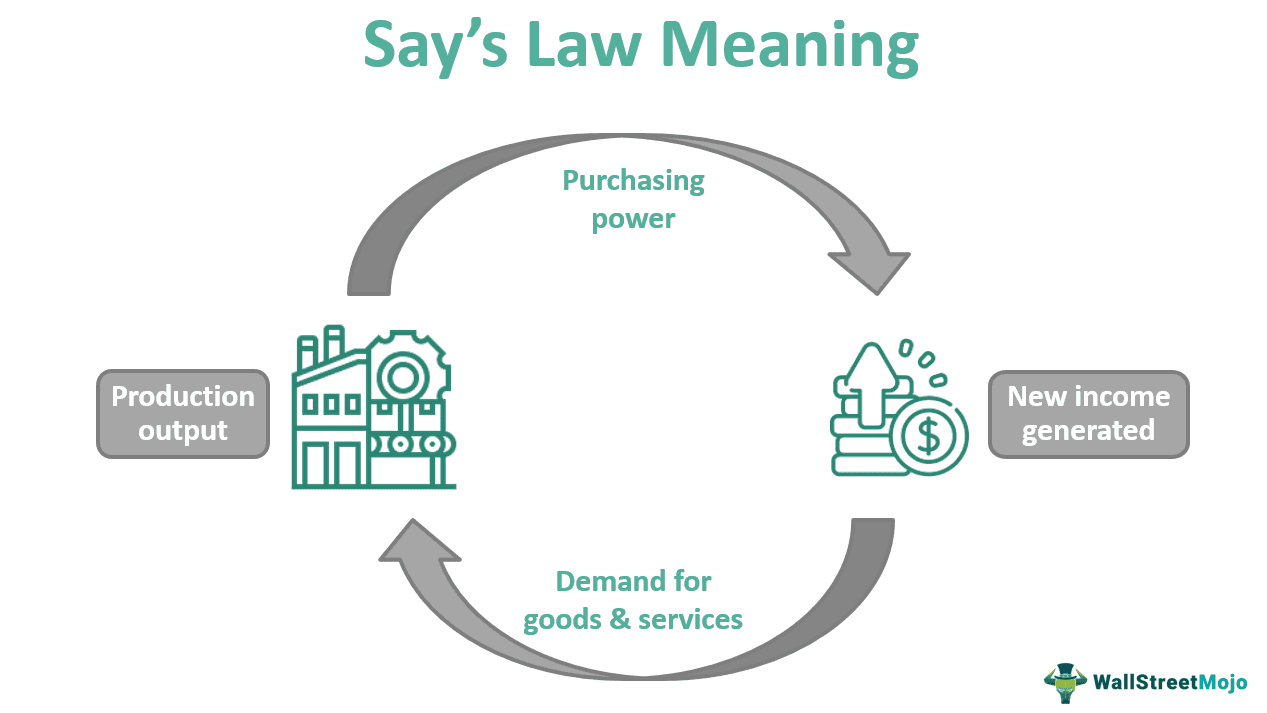 Say’s Law Meaning
Purchasing
power
Production
output
$
New income
generated
Demand for
goods & services
WallStreetMojo